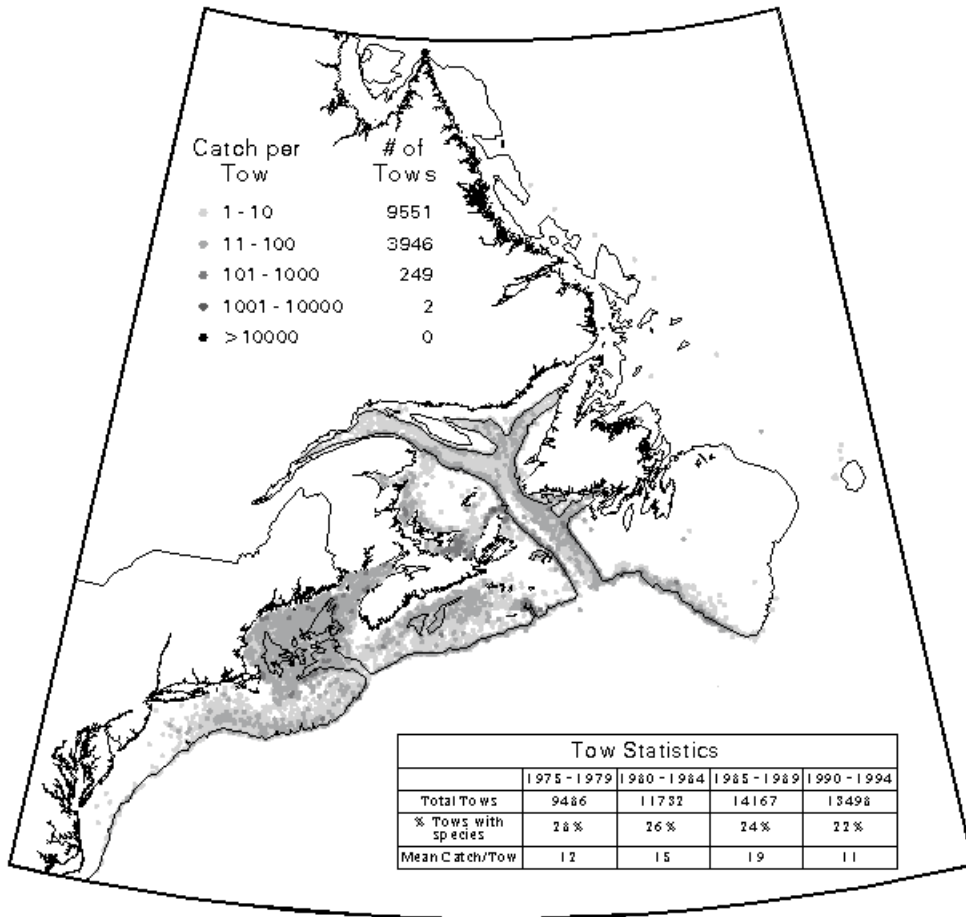 Catch per Tow # of Tows
1 - 10 9551
11 - 100 3946
101 - 1000 249
1001 - 10000 2
> 10000 0
Tow Statistics
1975 - 1979 1980 - 1984 1985 - 1989 1990 - 1994
Total Tows 9486 11732 14167 13498
% Tows with species 28% 26% 24% 22%
Mean Catch/Tow 12 15 19 11